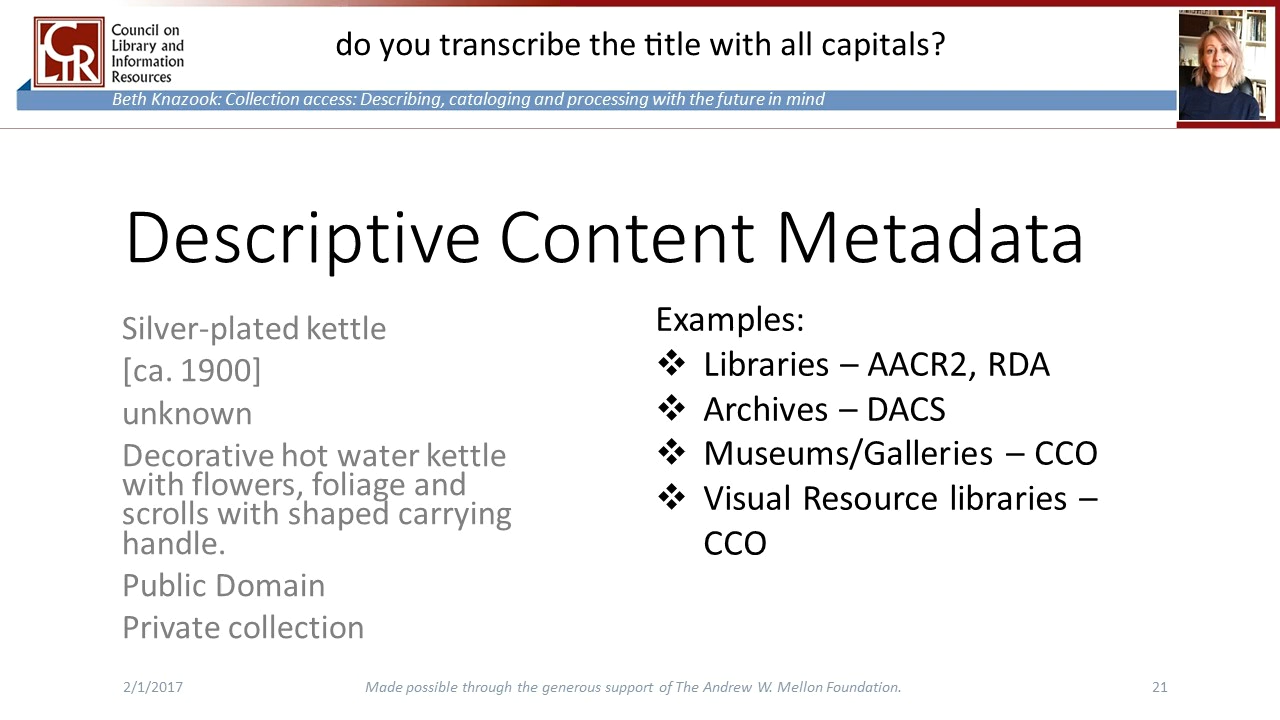 CLIR
Council on
Library and
Information
Resources
do you transcribe the title with all capitals?
Beth Knazook: Collection access: Describing, cataloging and processing with the future in mind
Descriptive Content Metadata
Silver-plated kettle
[ca. 1900]
unknown
Decorative hot water kettle
with flowers, foliage and
scrolls with shaped carrying
handle.
Public Domain
Private collection
Examples:
❖ Libraries – AACR2, RDA
❖ Archives – DACS
❖ Museums/Galleries – CCO
❖ Visual Resource libraries –
CCO
2/1/2017
Made possible through the generous support of The Andrew W. Mellon Foundation.
21